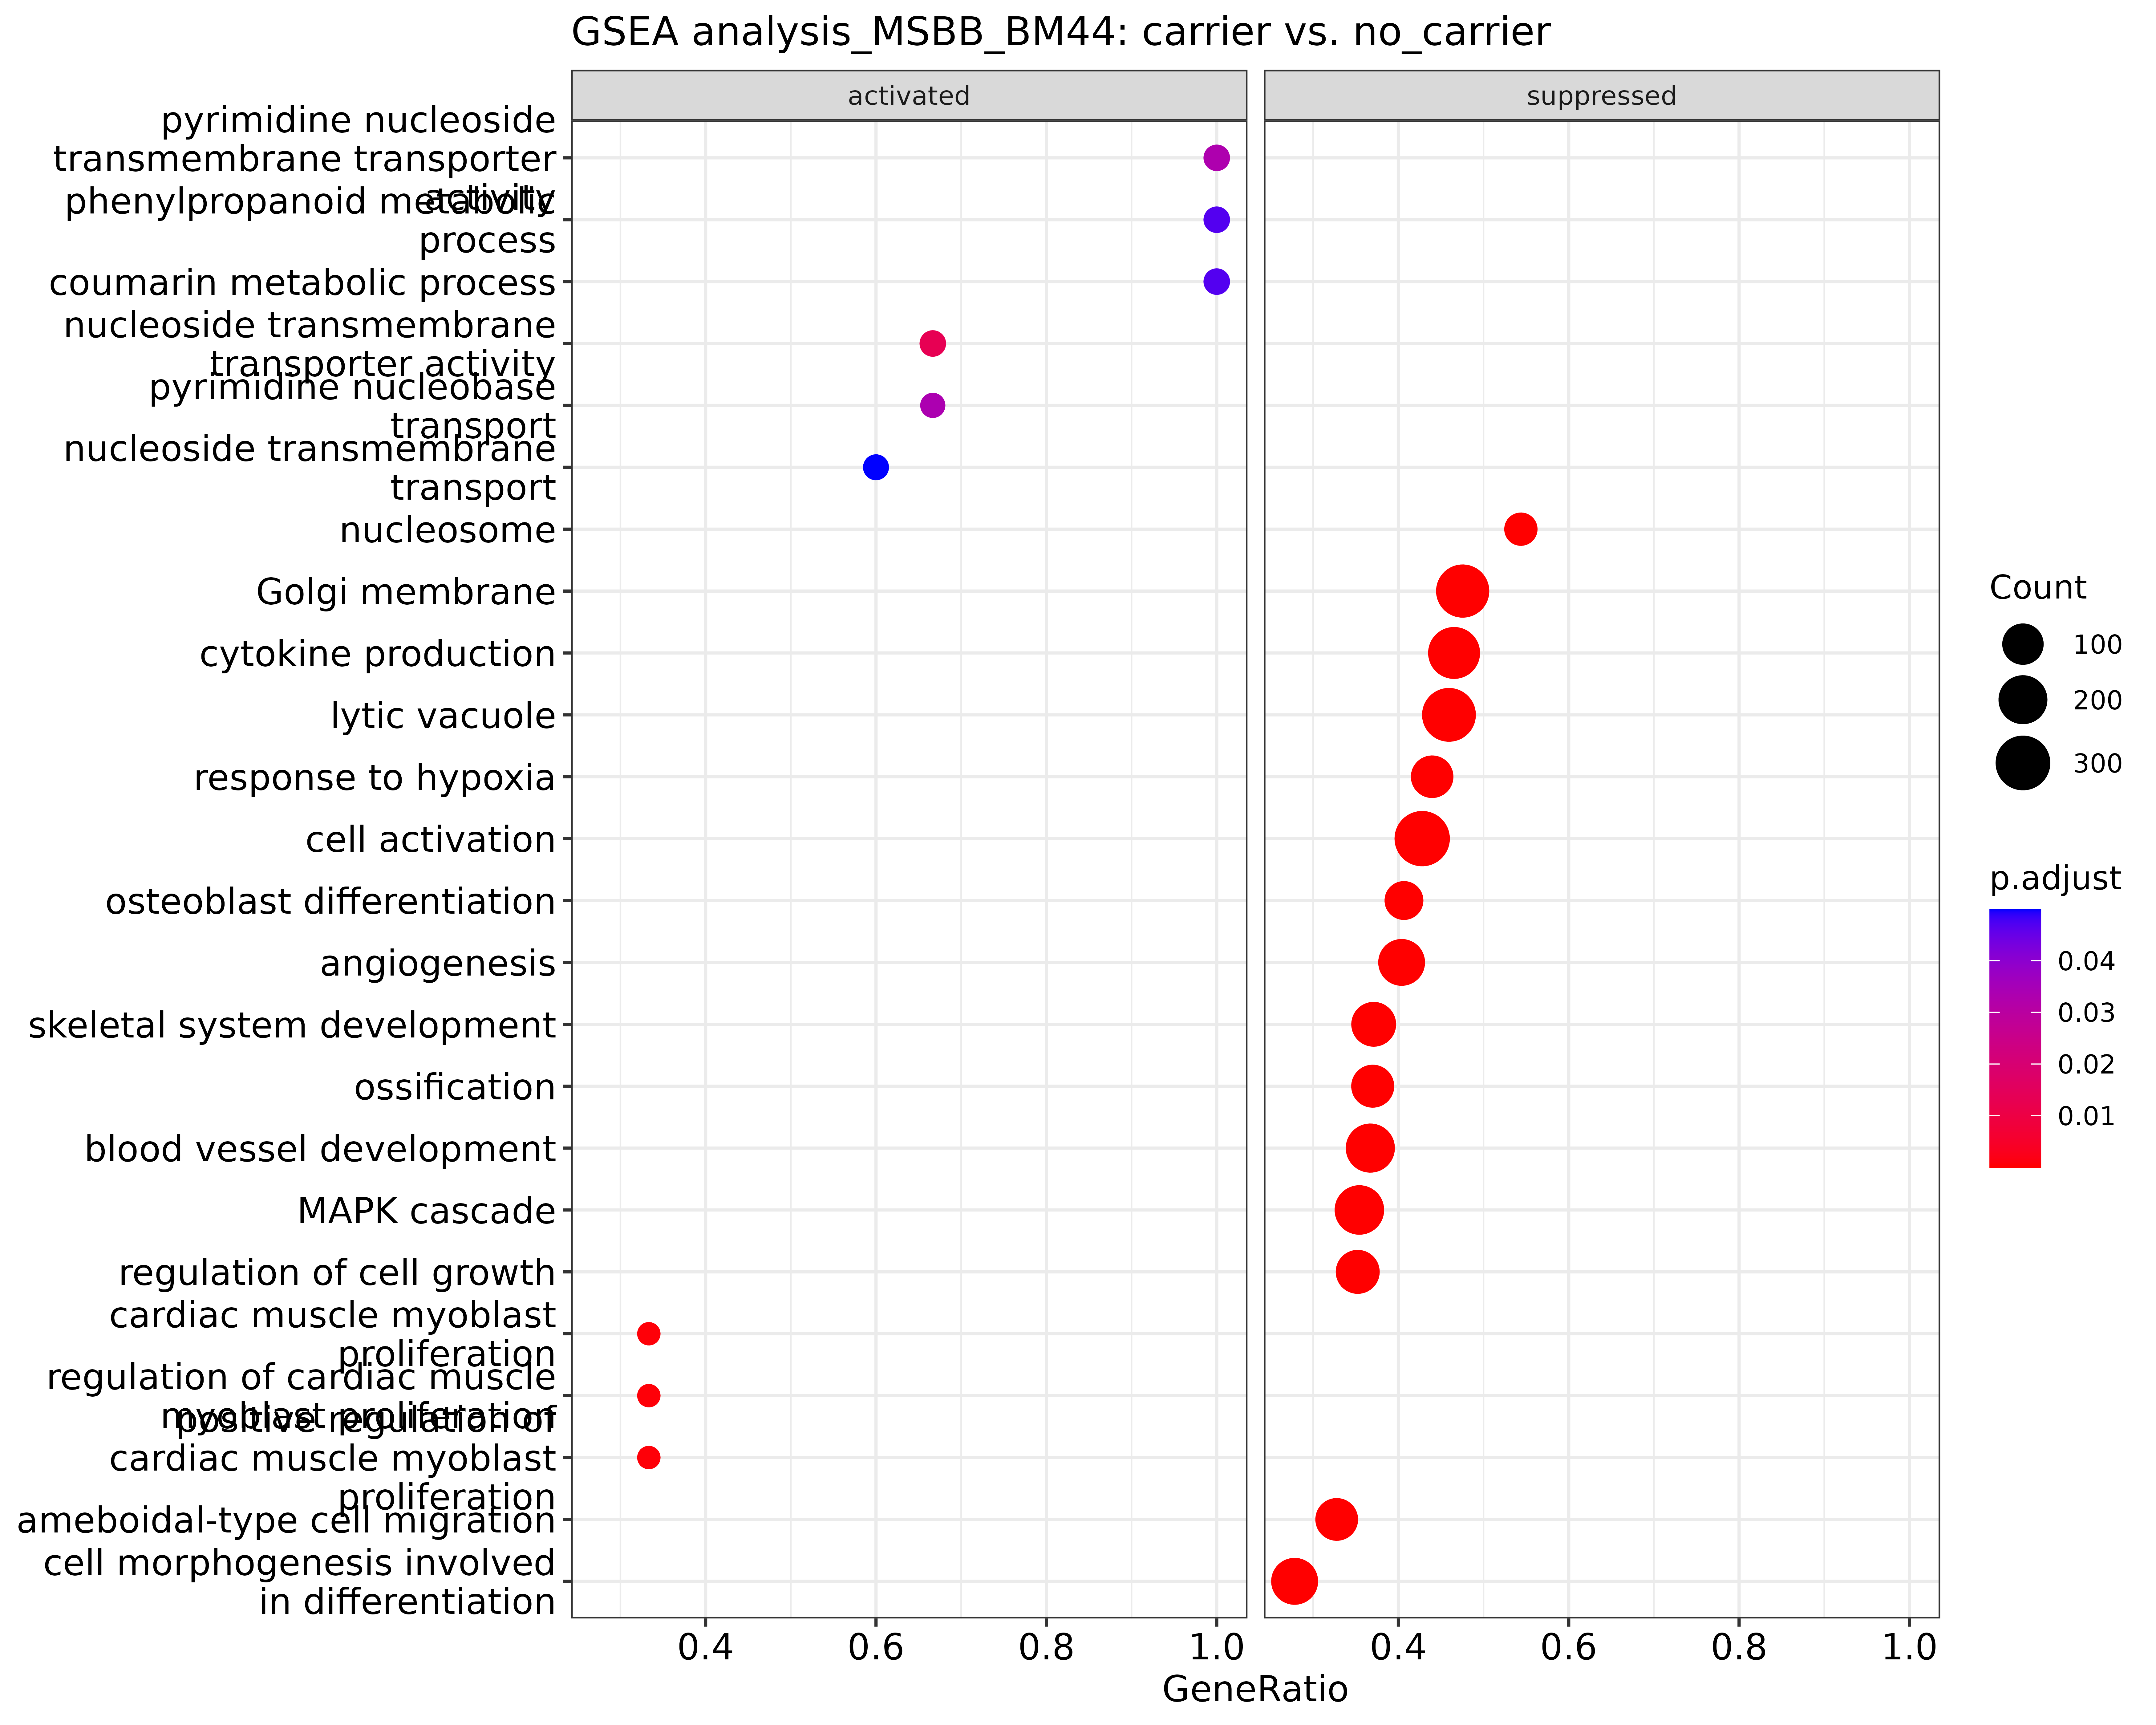 GSEA analysis_MSBB_BM44: carrier vs. no_carrier
activated
suppressed
pyrimidine nucleoside
transmembrane transporter
activity
phenylpropanoid metabolic
process
coumarin metabolic process
nucleoside transmembrane
transporter activity
pyrimidine nucleobase
transport
nucleoside transmembrane
transport
nucleosome
Golgi membrane
cytokine production
lytic vacuole
response to hypoxia
cell activation
osteoblast differentiation
angiogenesis
skeletal system development
ossification
blood vessel development
MAPK cascade
regulation of cell growth
cardiac muscle myoblast
proliferation
regulation of cardiac muscle
myoblast proliferation
positive regulation of
cardiac muscle myoblast
proliferation
ameboidal-type cell migration
cell morphogenesis involved
in differentiation
0.4 0.6 0.8 1.0
0.4 0.6 0.8 1.0
GeneRatio
Count
100
200
300
p.adjust
0.04
0.03
0.02
0.01